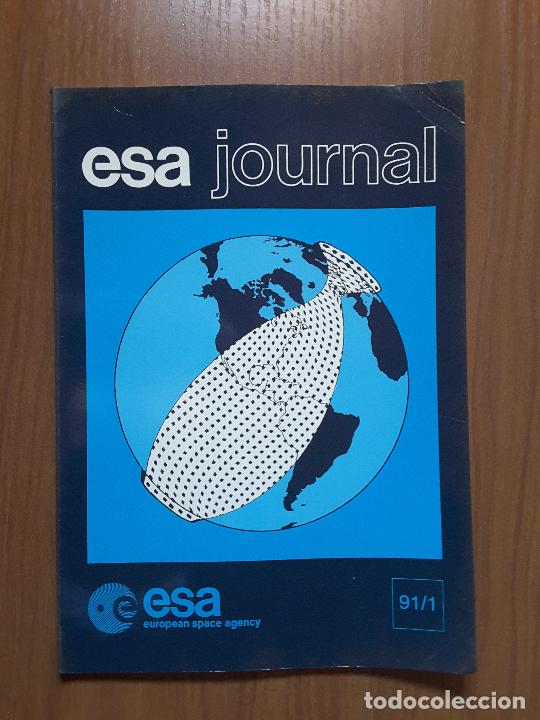 esa journal
esa
european space agency
91/1
todocoleccion